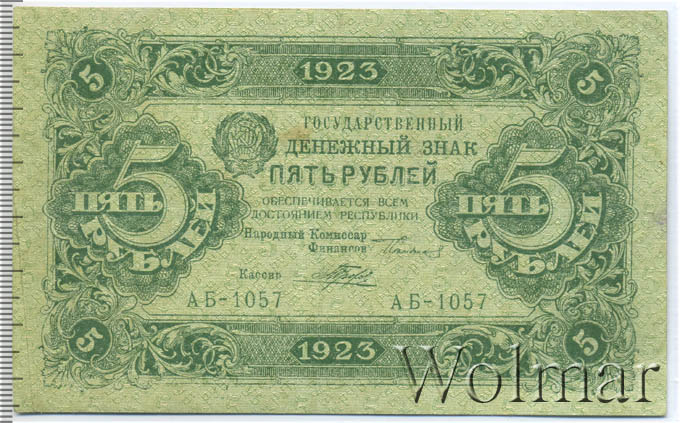 5 1923 5
ГОСУДАРСТВЕННЫЙ
ДЕНЕЖНЫЙ ЗНАК
ПЯТЬ РУБЛЕЙ
ОБЕСПЕЧИВАЕТСЯ ВСЕМ
ДОСТОЯНИЕМ РЕСПУБЛИКИ
5 ПЯТЬ РУБЛЕЙ
5 ПЯТЬ РУБЛЕЙ
Народный Комиссар
Финансов
Кассир
АБ-1057 АБ-1057
5 1923 5
Wolmar